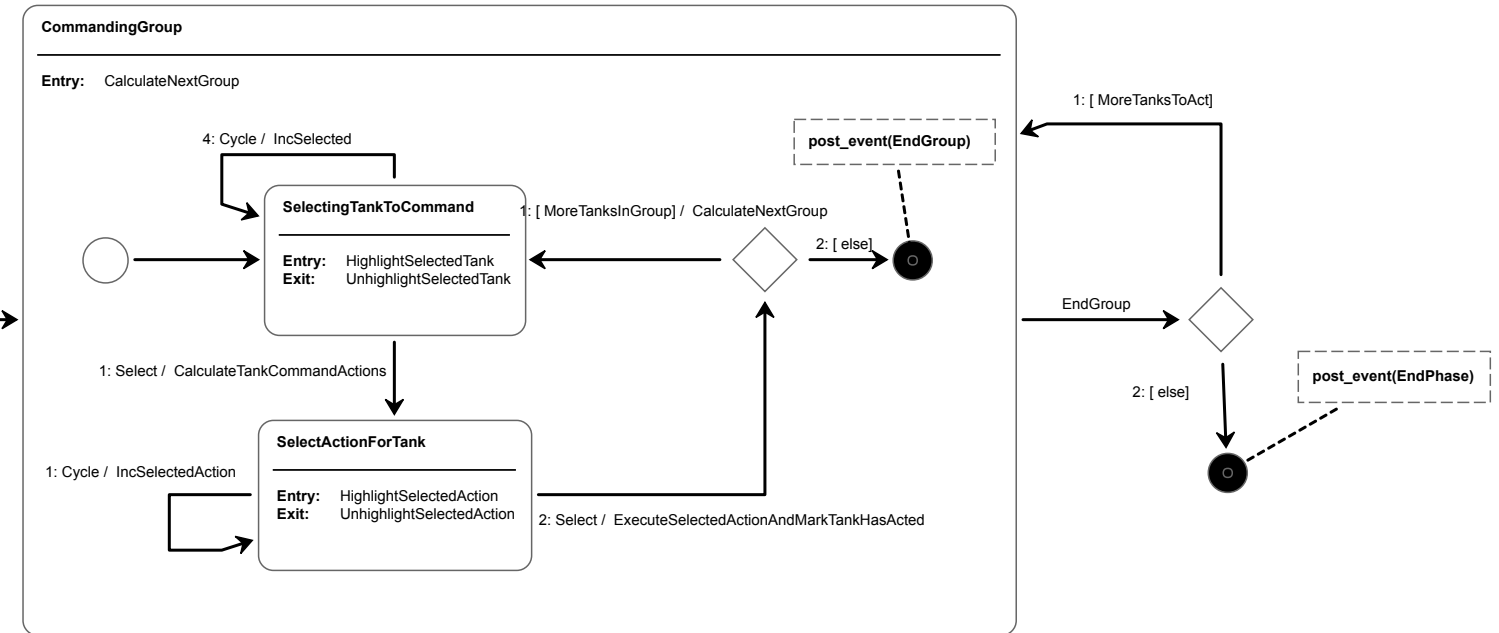 CommandingGroup
Entry: CalculateNextGroup
1: [ MoreTanksToAct]
4: Cycle / IncSelected
post_event(EndGroup)
SelectingTankToCommand
1: [ MoreTanksInGroup] / CalculateNextGroup
2: [ else]
Entry: HighlightSelectedTank
Exit: UnhighlightSelectedTank
EndGroup
1: Select / CalculateTankCommandActions
post_event(EndPhase)
2: [ else]
SelectActionForTank
1: Cycle / IncSelectedAction
Entry: HighlightSelectedAction
Exit: UnhighlightSelectedAction
2: Select / ExecuteSelectedActionAndMarkTankHasActed